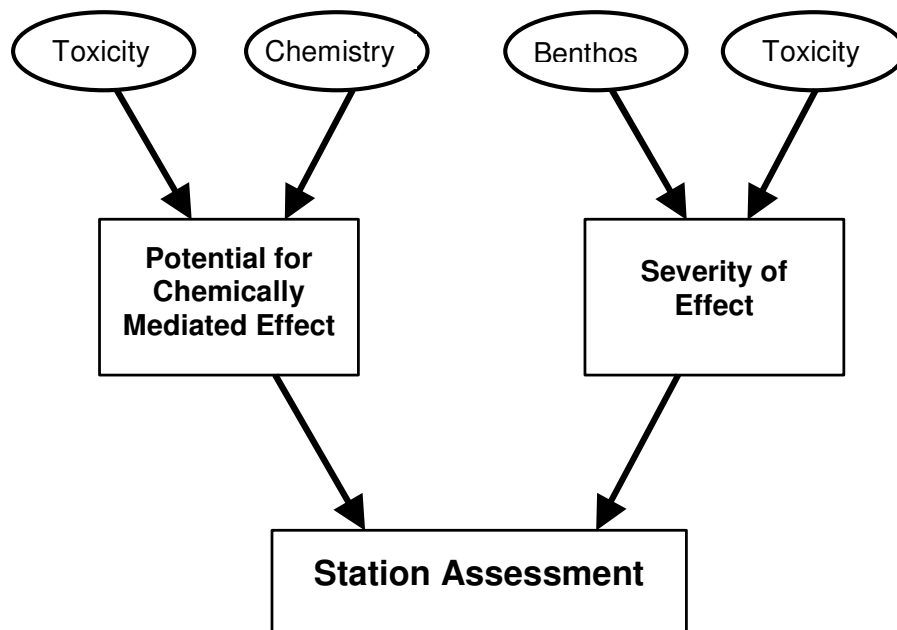 Toxicity
Chemistry
Benthos
Toxicity
Potential for
Chemically
Mediated Effect
Severity of
Effect
Station Assessment